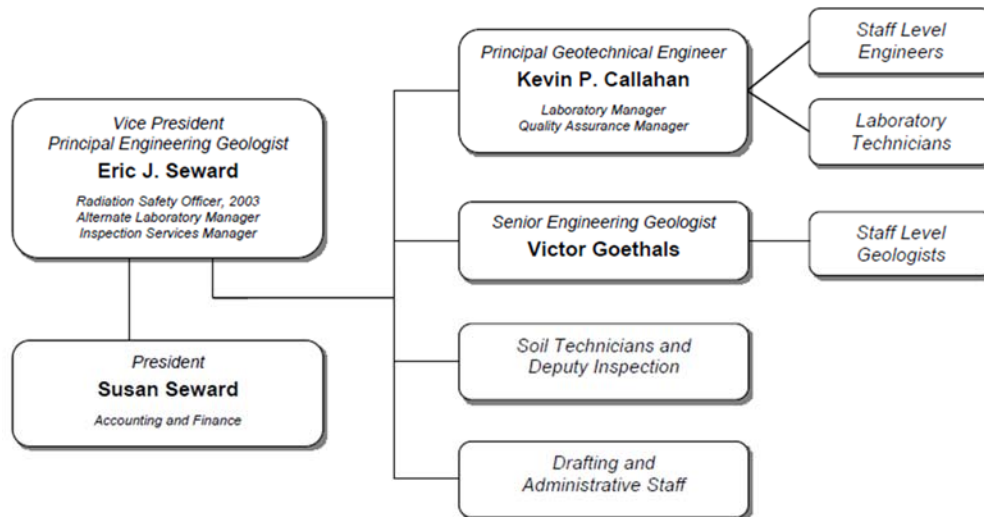 Vice President
Principal Engineering Geologist
Eric J. Seward
Radiation Safety Officer, 2003
Alternate Laboratory Manager
Inspection Services Manager
President
Susan Seward
Accounting and Finance
Principal Geotechnical Engineer
Kevin P. Callahan
Laboratory Manager
Quality Assurance Manager
Staff Level
Engineers
Laboratory
Technicians
Senior Engineering Geologist
Victor Goethals
Staff Level
Geologists
Soil Technicians and
Deputy Inspection
Drafting and
Administrative Staff